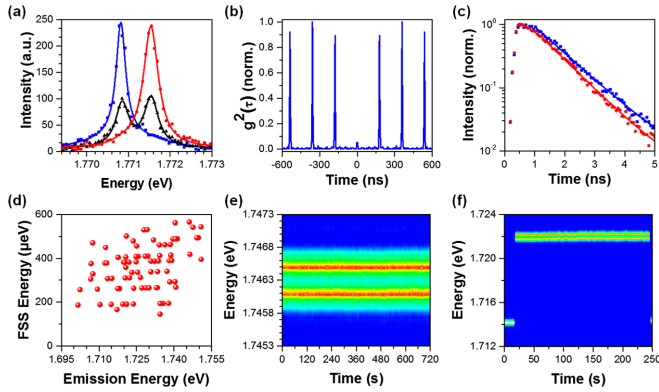 (a)
250
200
150
100
50
0
Intensity (a.u.)
1.770 1.771 1.772 1.773
Energy (eV)
(b)
1.0
0.8
0.6
0.4
0.2
0.0
g²(τ) (norm.)
-600 -300 0 300 600
Time (ns)
(c)
10⁰
10⁻¹
10⁻²
Intensity (norm.)
0 1 2 3 4 5
Time (ns)
(d)
600
400
200
0
FSS Energy (µeV)
1.695 1.710 1.725 1.740 1.755
Emission Energy (eV)
(e)
1.7473
1.7468
1.7463
1.7458
1.7453
Energy (eV)
0 120 240 360 480 600 720
Time (s)
(f)
1.724
1.720
1.716
1.712
Energy (eV)
0 50 100 150 200 250
Time (s)